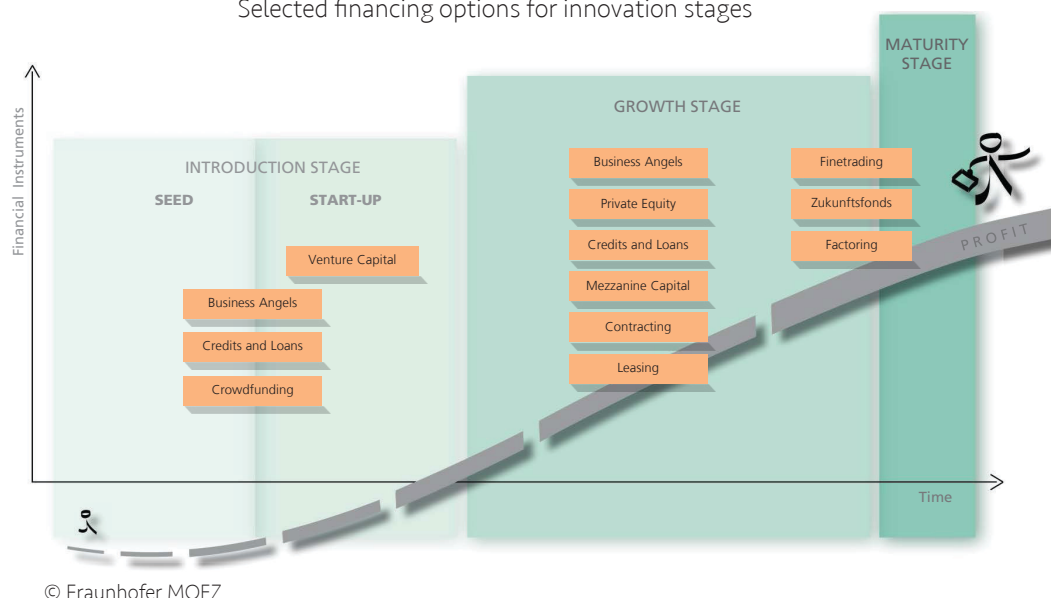 Selected financing options for innovation stages
Financial Instruments
MATURITY
STAGE
GROWTH STAGE
INTRODUCTION STAGE
SEED
START-UP
Venture Capital
Business Angels
Credits and Loans
Crowdfunding
Business Angels
Private Equity
Credits and Loans
Mezzanine Capital
Contracting
Leasing
Finetrading
Zukunftsfonds
Factoring
PROFIT
Time
© Fraunhofer MOEZ